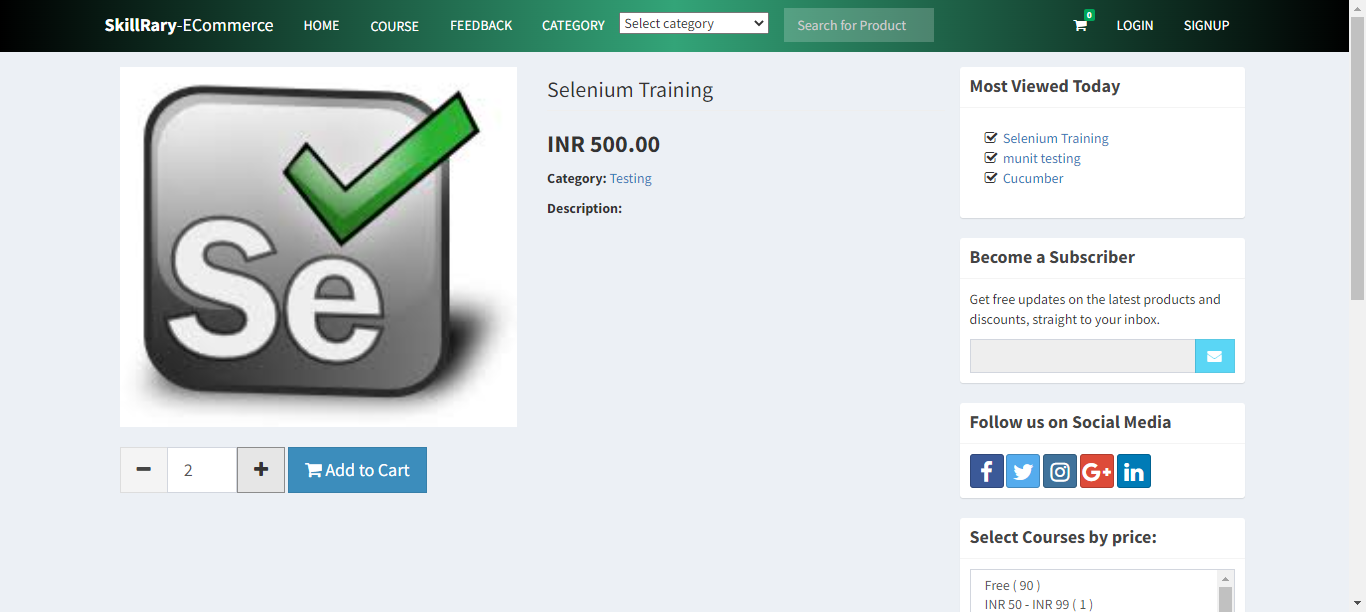 SkillRary-ECommerce HOME COURSE FEEDBACK CATEGORY Select category Search for Product 0 LOGIN SIGNUP
Se
2
Add to Cart
Selenium Training
INR 500.00
Category: Testing
Description:
Most Viewed Today
Selenium Training
munit testing
Cucumber
Become a Subscriber
Get free updates on the latest products and
discounts, straight to your inbox.
Follow us on Social Media
f G+ in
Select Courses by price:
Free ( 90 )
INR 50 - INR 99 ( 1 )